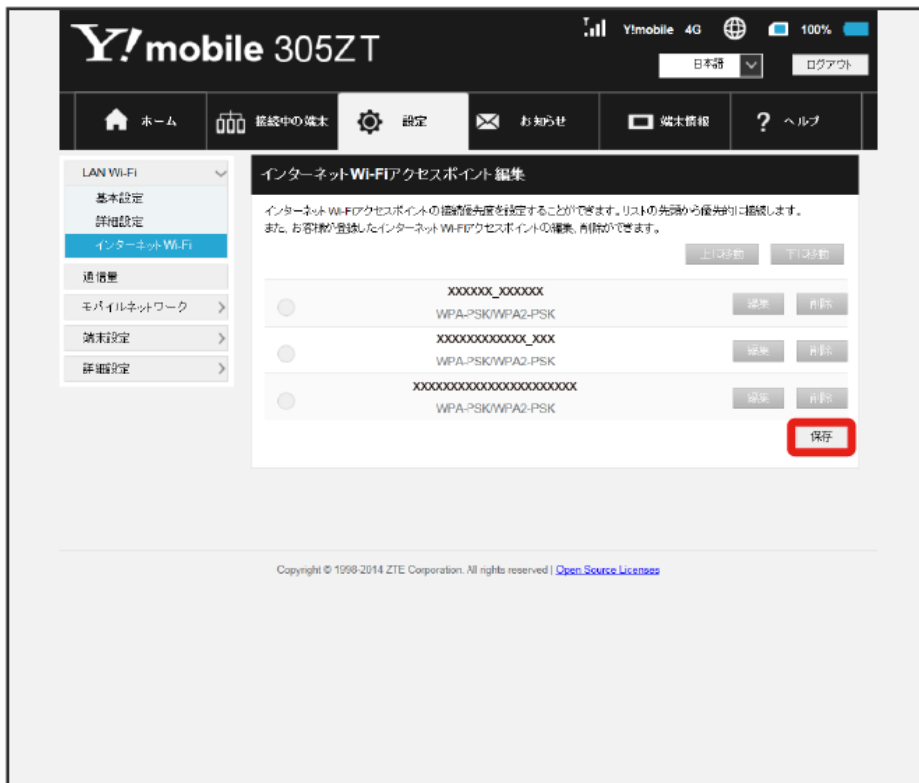 Y!mobile 305ZT
Y!mobile 4G 100%
日本語 ログアウト
ホーム 接続中の端末 設定 お知らせ 端末情報 ? ヘルプ
LAN Wi-Fi
基本設定
詳細設定
インターネットWi-Fi
通信量
モバイルネットワーク
端末設定
詳細設定
インターネットWi-Fiアクセスポイント編集
インターネットWi-Fiアクセスポイントの接続優先度を設定することができます。リストの先頭から優先的に接続します。
また、お客様が登録したインターネットWi-Fiアクセスポイントの編集、削除ができます。
上に移動 下に移動
XXXXXX_XXXXXX
WPA-PSK/WPA2-PSK
編集 削除
XXXXXXXXXXXX_XXX
WPA-PSK/WPA2-PSK
編集 削除
XXXXXXXXXXXXXXXXXXXXXXX
WPA-PSK/WPA2-PSK
編集 削除
保存
Copyright © 1998-2014 ZTE Corporation. All rights reserved | Open Source Licenses